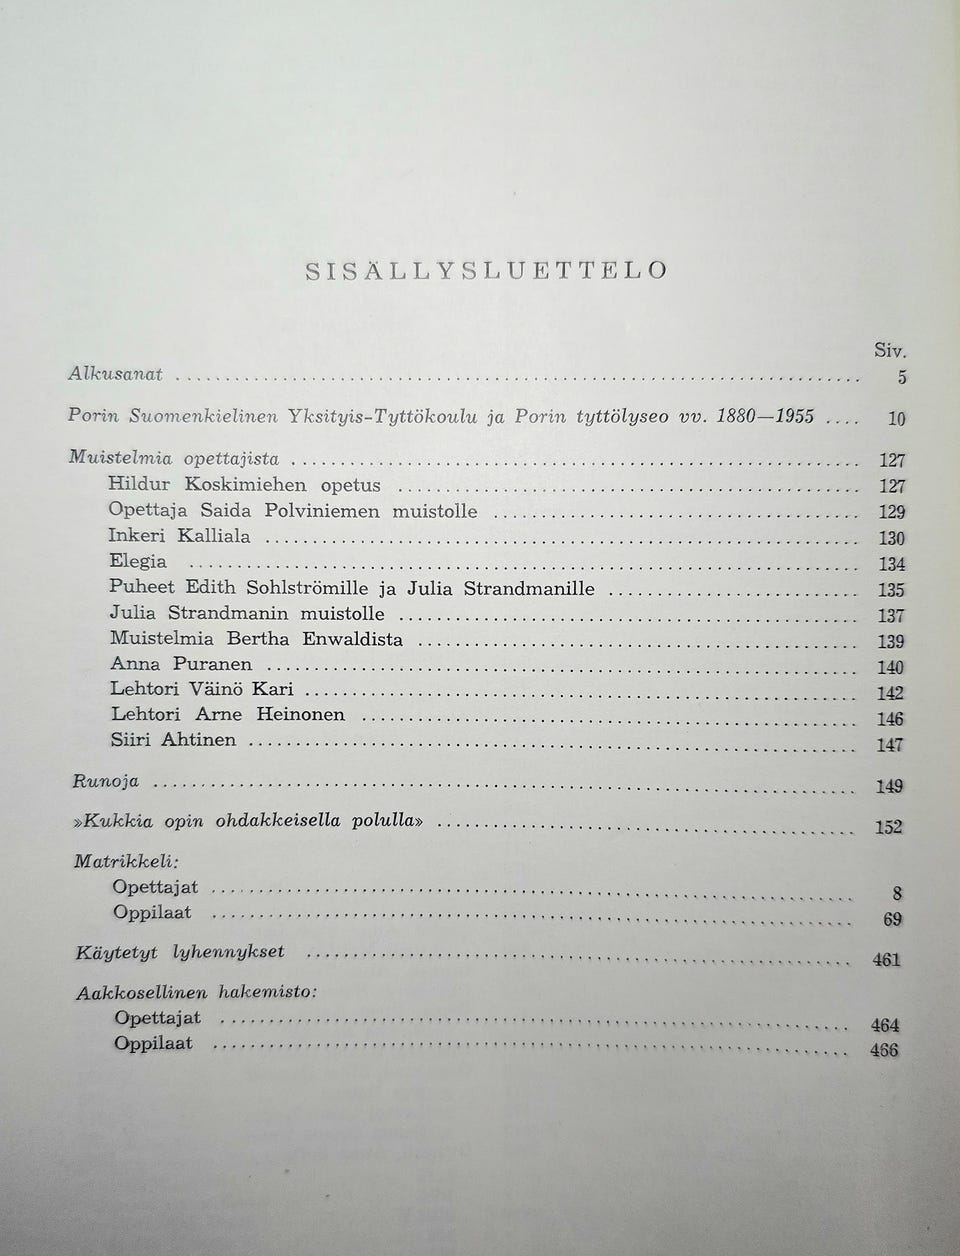 SISÄLLYSLUETTELO
Siv.
Alkusanat .......... 5
Porin Suomenkielinen Yksityis-Tyttökoulu ja Porin tyttölyseo vv. 1880—1955 .... 10
Muistelmia opettajista .......... 127
Hildur Koskimiehen opetus .......... 127
Opettaja Saida Polviniemen muistolle .......... 129
Inkeri Kalliala .......... 130
Elegia .......... 134
Puheet Edith Sohlströmille ja Julia Strandmanille .......... 135
Julia Strandmanin muistolle .......... 137
Muistelmia Bertha Enwaldista .......... 139
Anna Puranen .......... 140
Lehtori Väinö Kari .......... 142
Lehtori Arne Heinonen .......... 146
Siiri Ahtinen .......... 147
Runoja .......... 149
»Kukkia opin ohdakkeisella polulla» .......... 152
Matrikkeli:
Opettajat .......... 8
Oppilaat .......... 69
Käytetyt lyhennykset .......... 461
Aakkosellinen hakemisto:
Opettajat .......... 464
Oppilaat .......... 466